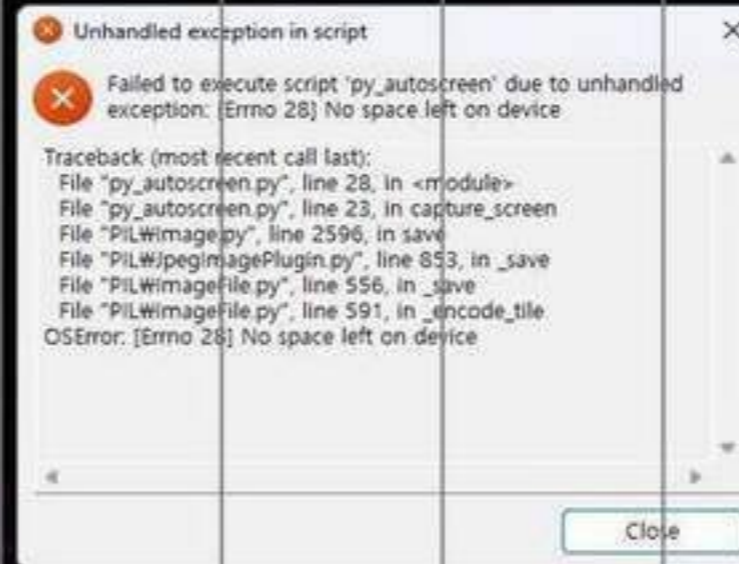 Unhandled exception in script
Failed to execute script 'py_autoscreen' due to unhandled
exception: [Errno 28] No space left on device
Traceback (most recent call last):
File "py_autoscreen.py", line 28, in <module>
File "py_autoscreen.py", line 23, in capture_screen
File "PIL₩Image.py", line 2596, in save
File "PIL₩JpegImagePlugin.py", line 853, in _save
File "PIL₩ImageFile.py", line 556, in _save
File "PIL₩ImageFile.py", line 591, in _encode_tile
OSError: [Errno 28] No space left on device
Close